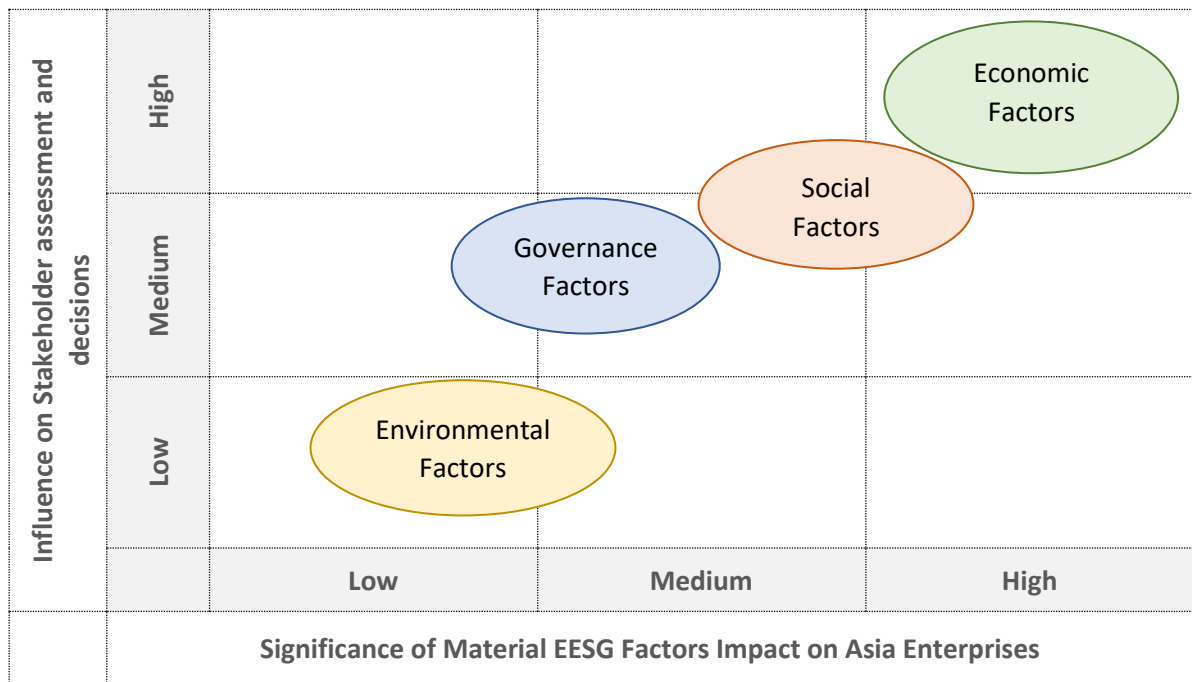 Influence on Stakeholder assessment and
decisions
High
Medium
Low
Economic
Factors
Social
Factors
Governance
Factors
Environmental
Factors
Low
Medium
High
Significance of Material EESG Factors Impact on Asia Enterprises